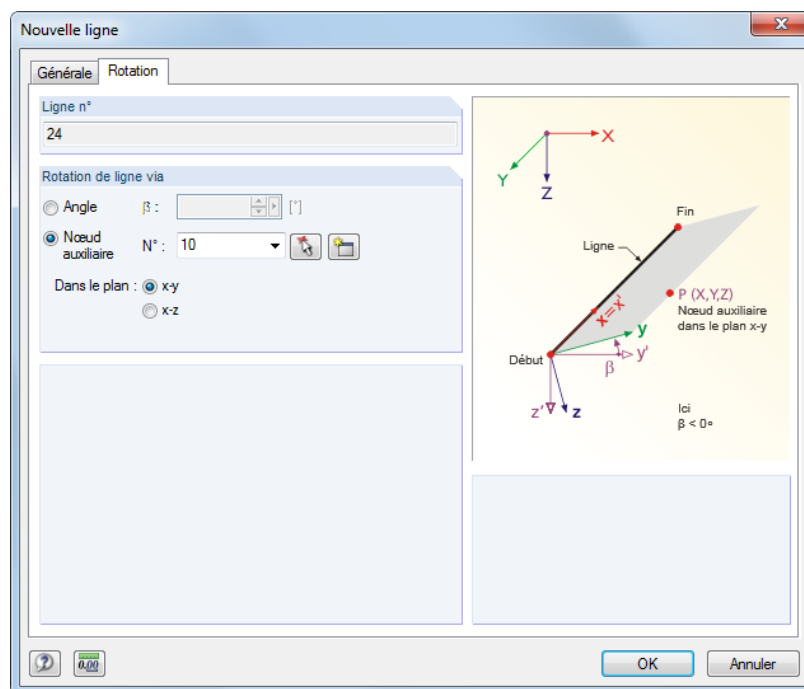 Nouvelle ligne
Générale
Rotation
Ligne n°
24
Rotation de ligne via
Angle
β :
[°]
Nœud
auxiliaire
N° :
10
Dans le plan :
x-y
x-z
X
Y
Z
Fin
Ligne
P (X,Y,Z)
Nœud auxiliaire
dans le plan x-y
x=x'
y
y'
β
Début
z'
z
Ici
β < 0°
0.00
OK
Annuler